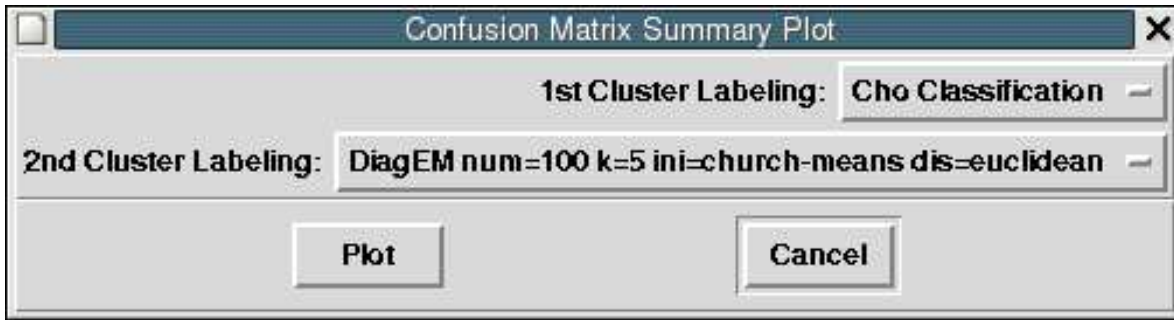 Confusion Matrix Summary Plot
1st Cluster Labeling: Cho Classification
2nd Cluster Labeling: DiagEM num=100 k=5 ini=church-means dis=euclidean
Plot Cancel